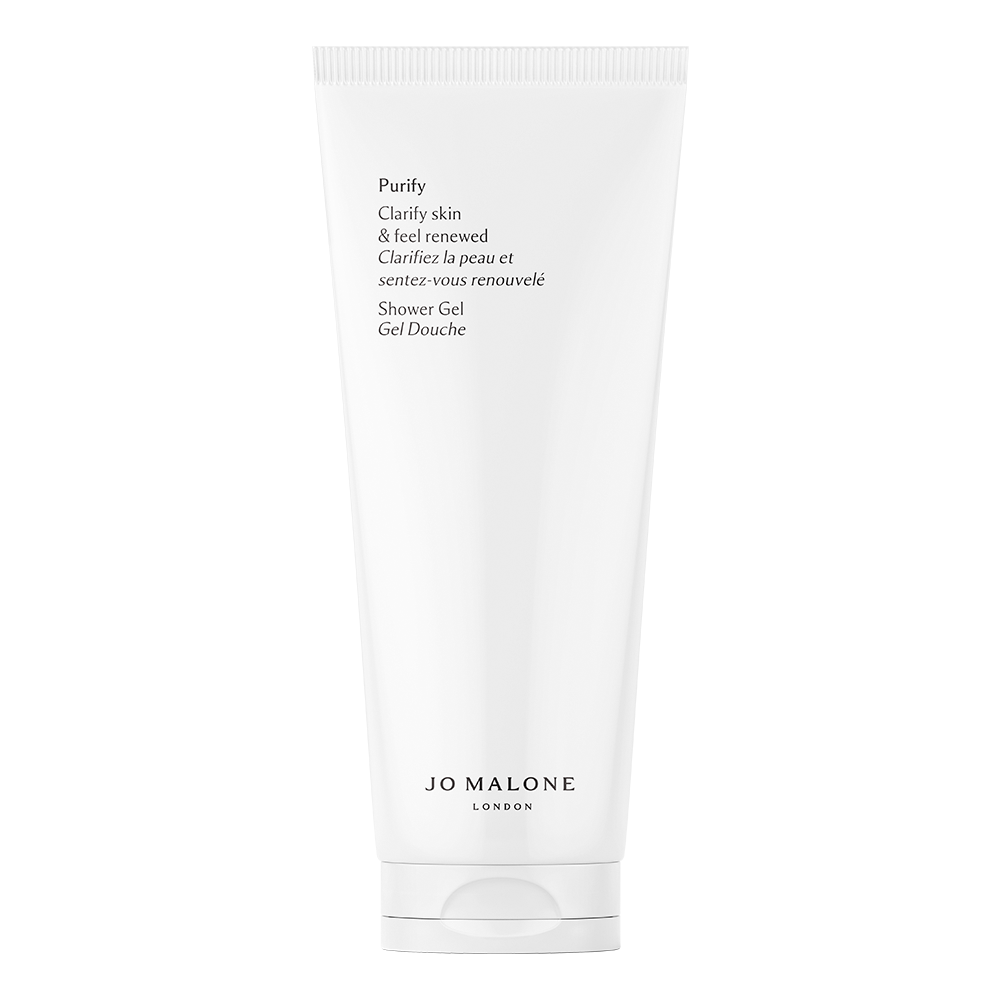 Purify
Clarify skin
& feel renewed
Clarifiez la peau et
sentez-vous renouvelé
Shower Gel
Gel Douche
JO MALONE
LONDON